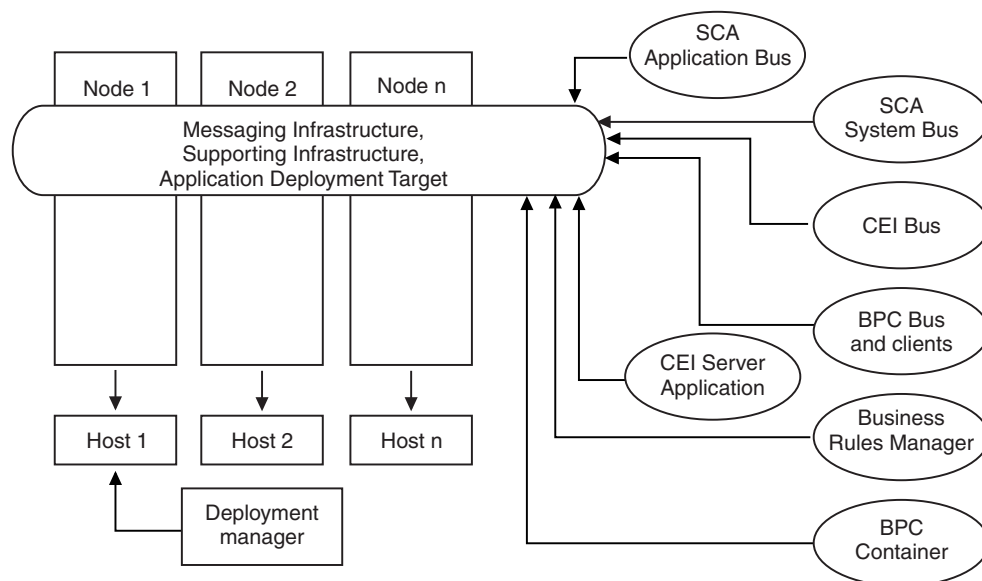 SCA
Application Bus
Node 1
Node 2
Node n
SCA
System Bus
Messaging Infrastructure,
Supporting Infrastructure,
Application Deployment Target
CEI Bus
BPC Bus
and clients
CEI Server
Application
Host 1
Host 2
Host n
Business
Rules Manager
Deployment
manager
BPC
Container